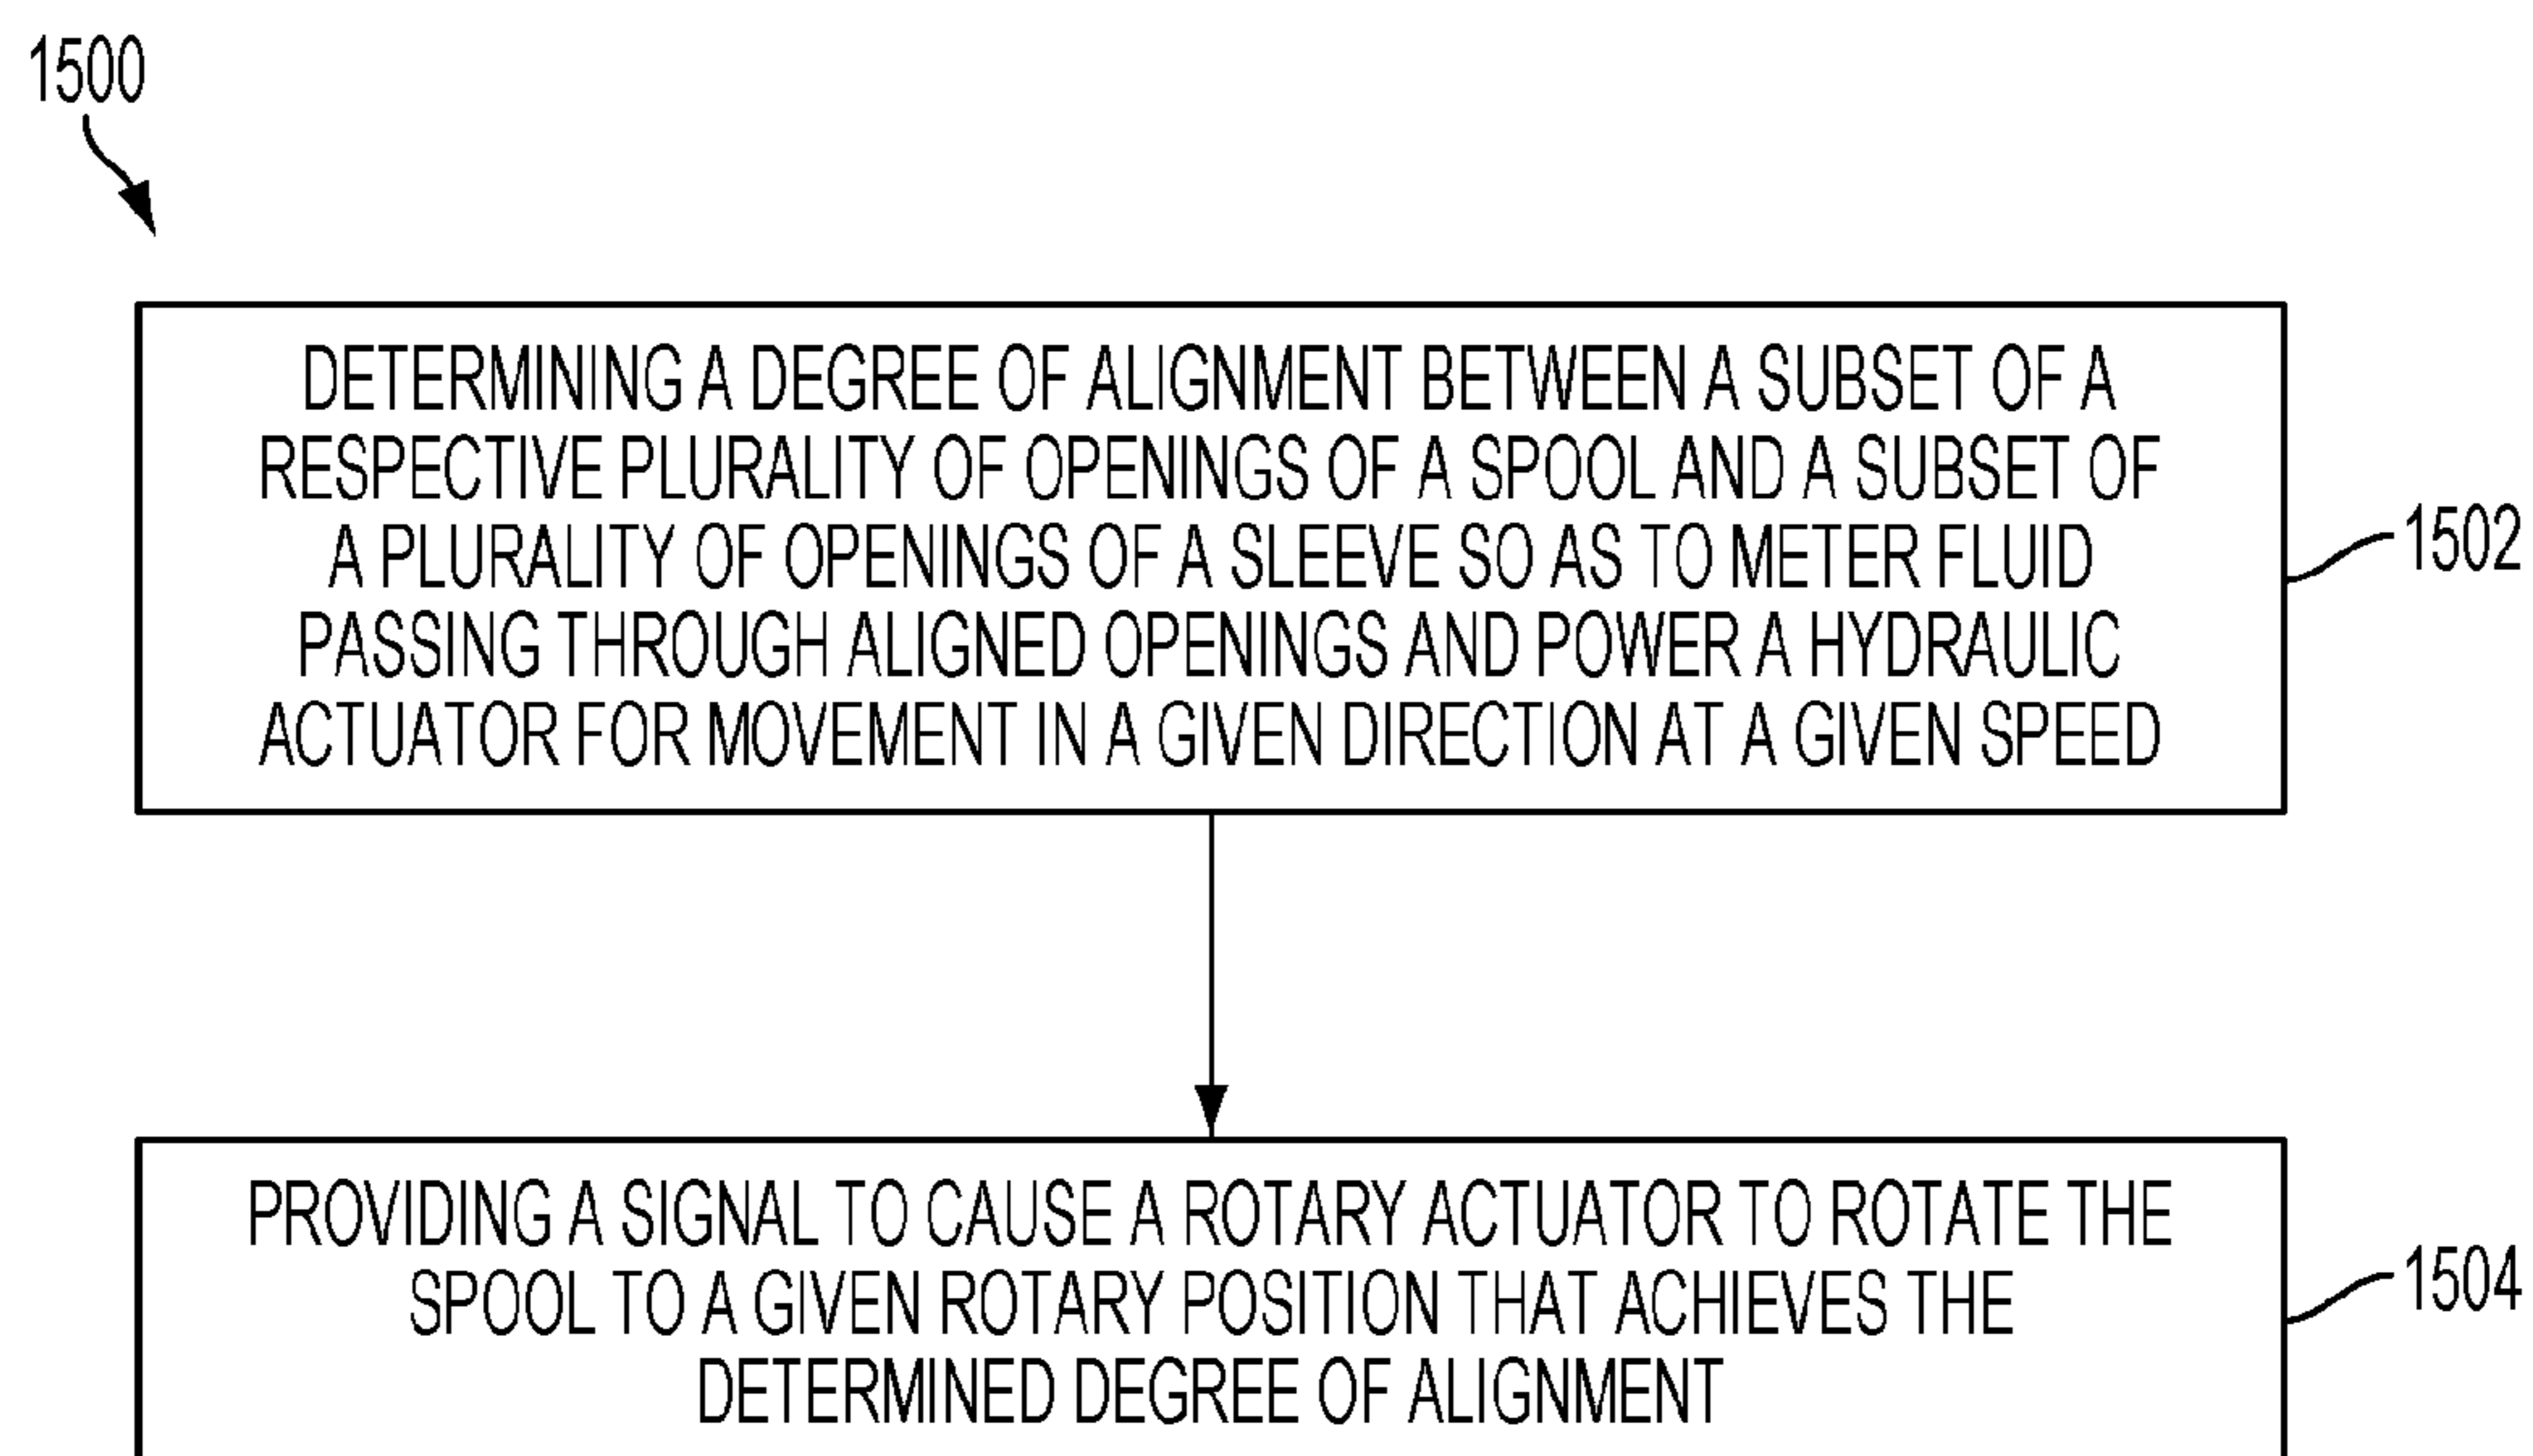 1500
DETERMINING A DEGREE OF ALIGNMENT BETWEEN A SUBSET OF A
RESPECTIVE PLURALITY OF OPENINGS OF A SPOOL AND A SUBSET OF
A PLURALITY OF OPENINGS OF A SLEEVE SO AS TO METER FLUID
PASSING THROUGH ALIGNED OPENINGS AND POWER A HYDRAULIC
ACTUATOR FOR MOVEMENT IN A GIVEN DIRECTION AT A GIVEN SPEED
1502
PROVIDING A SIGNAL TO CAUSE A ROTARY ACTUATOR TO ROTATE THE
SPOOL TO A GIVEN ROTARY POSITION THAT ACHIEVES THE
DETERMINED DEGREE OF ALIGNMENT
1504